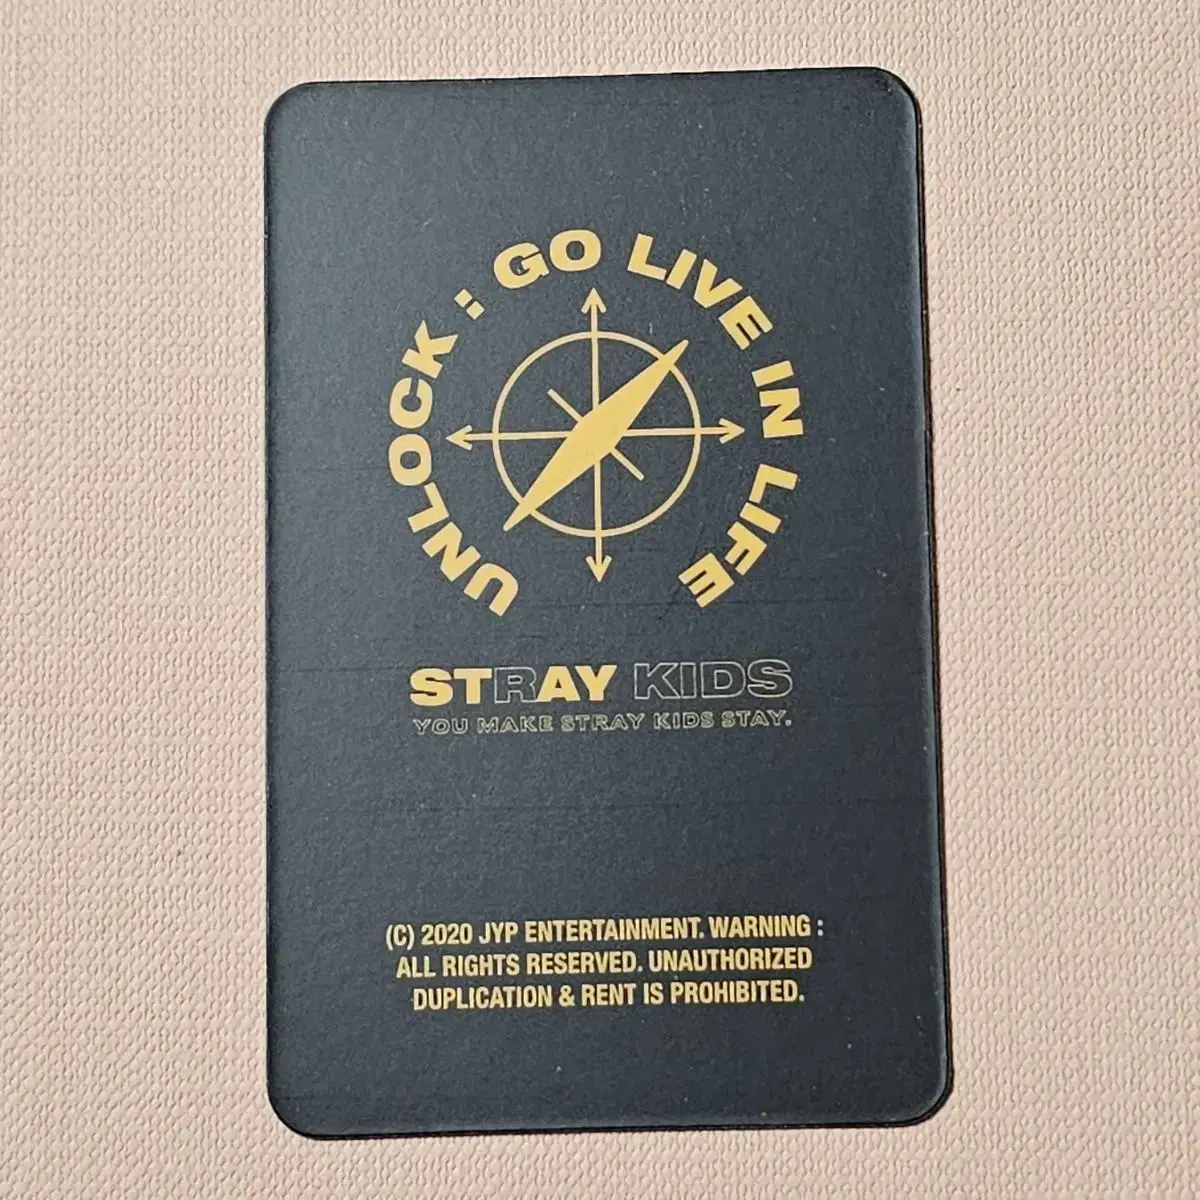 UNLOCK : GO LIVE IN LIFE
STRAY KIDS
YOU MAKE STRAY KIDS STAY.
(C) 2020 JYP ENTERTAINMENT. WARNING :
ALL RIGHTS RESERVED. UNAUTHORIZED
DUPLICATION & RENT IS PROHIBITED.